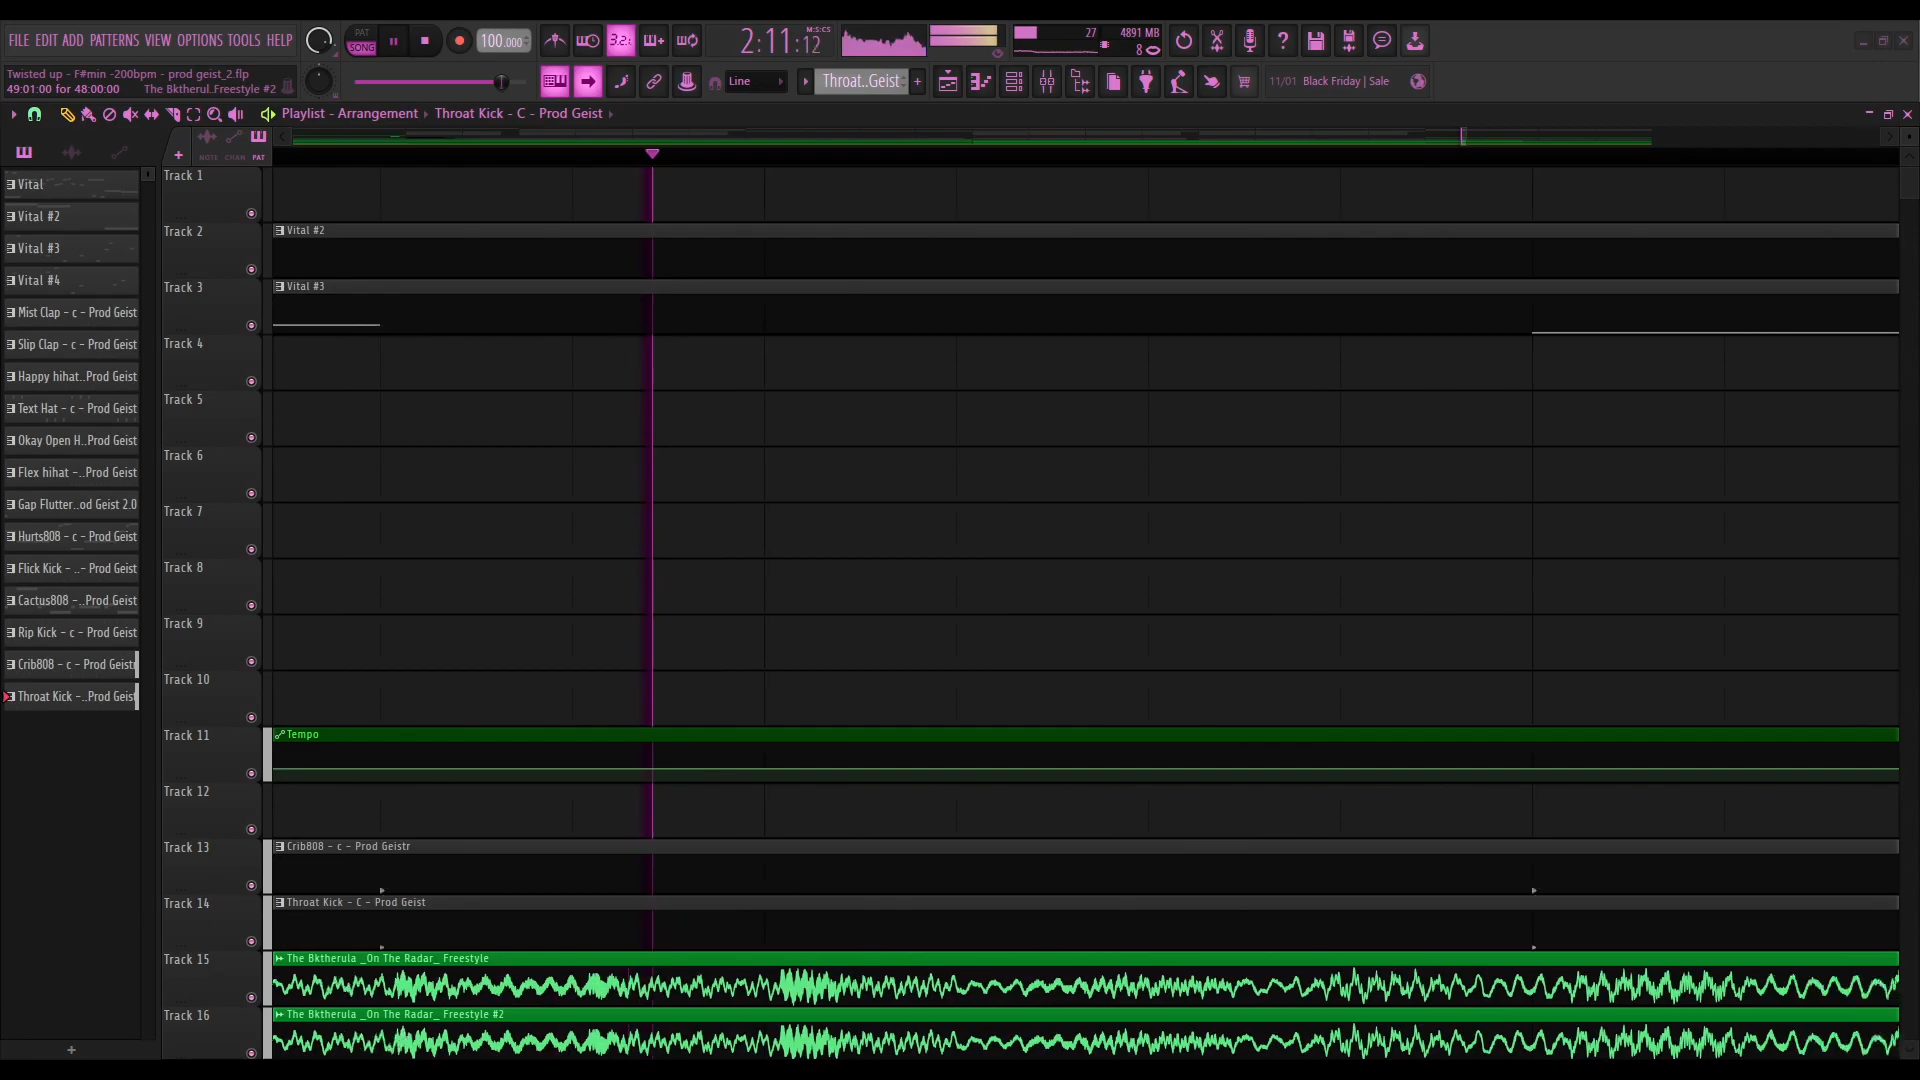 FILE EDIT ADD PATTERNS VIEW OPTIONS TOOLS HELP
PAT
SONG
100.000
3.2:
2:11:12
M:S:CS
27
4891 MB
8
Twisted up - F#min -200bpm - prod geist_2.flp
49:01:00 for 48:00:00
The Bktherul..Freestyle #2
Line
Throat..Geist
+
11/01 Black Friday | Sale
Playlist - Arrangement › Throat Kick - C - Prod Geist ›
+
NOTE CHAN PAT
Vital
Vital #2
Vital #3
Vital #4
Mist Clap - c - Prod Geist
Slip Clap - c - Prod Geist
Happy hihat..Prod Geist
Text Hat - c - Prod Geist
Okay Open H..Prod Geist
Flex hihat -..Prod Geist
Gap Flutter..od Geist 2.0
Hurts808 - c - Prod Geist
Flick Kick - ..- Prod Geist
Cactus808 -..Prod Geist
Rip Kick - c - Prod Geist
Crib808 - c - Prod Geistr
Throat Kick -..Prod Geist
+
Track 1
Track 2
Vital #2
Track 3
Vital #3
Track 4
Track 5
Track 6
Track 7
Track 8
Track 9
Track 10
Track 11
Tempo
Track 12
Track 13
Crib808 - c - Prod Geistr
Track 14
Throat Kick - C - Prod Geist
Track 15
The Bktherula _On The Radar_ Freestyle
Track 16
The Bktherula _On The Radar_ Freestyle #2